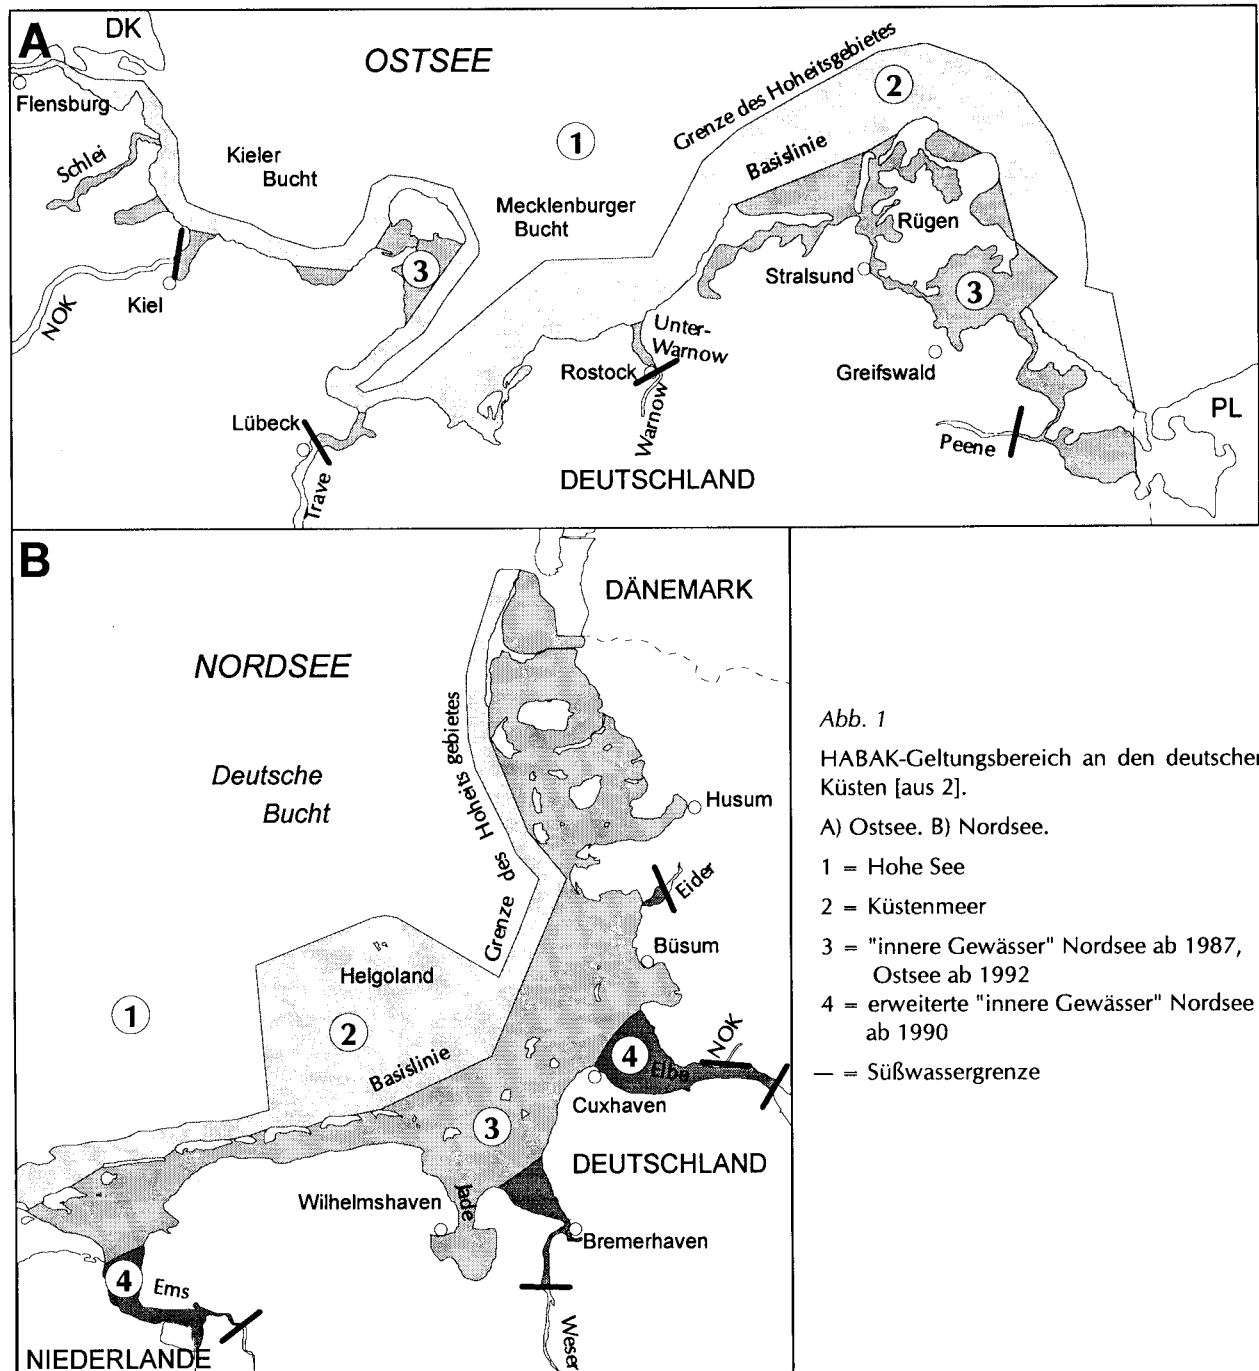 A
DK
OSTSEE
Flensburg
Schlei
Kieler
Bucht
1
Grenze des Hoheitsgebietes
2
Basislinie
Mecklenburger
Bucht
Rügen
3
Stralsund
3
NOK
Kiel
Unter-
Warnow
Rostock
Greifswald
Lübeck
Warnow
Peene
PL
Trave
DEUTSCHLAND
B
DÄNEMARK
NORDSEE
Grenze des Hoheitsgebietes
Deutsche
Bucht
Husum
Eider
Büsum
Helgoland
1
2
Basislinie
4
Elbe
NOK
Cuxhaven
3
DEUTSCHLAND
Wilhelmshaven
Jade
Bremerhaven
4
Ems
Weser
NIEDERLANDE
Abb. 1
HABAK-Geltungsbereich an den deutschen
Küsten [aus 2].
A) Ostsee. B) Nordsee.
1 = Hohe See
2 = Küstenmeer
3 = "innere Gewässer" Nordsee ab 1987,
Ostsee ab 1992
4 = erweiterte "innere Gewässer" Nordsee
ab 1990
— = Süßwassergrenze